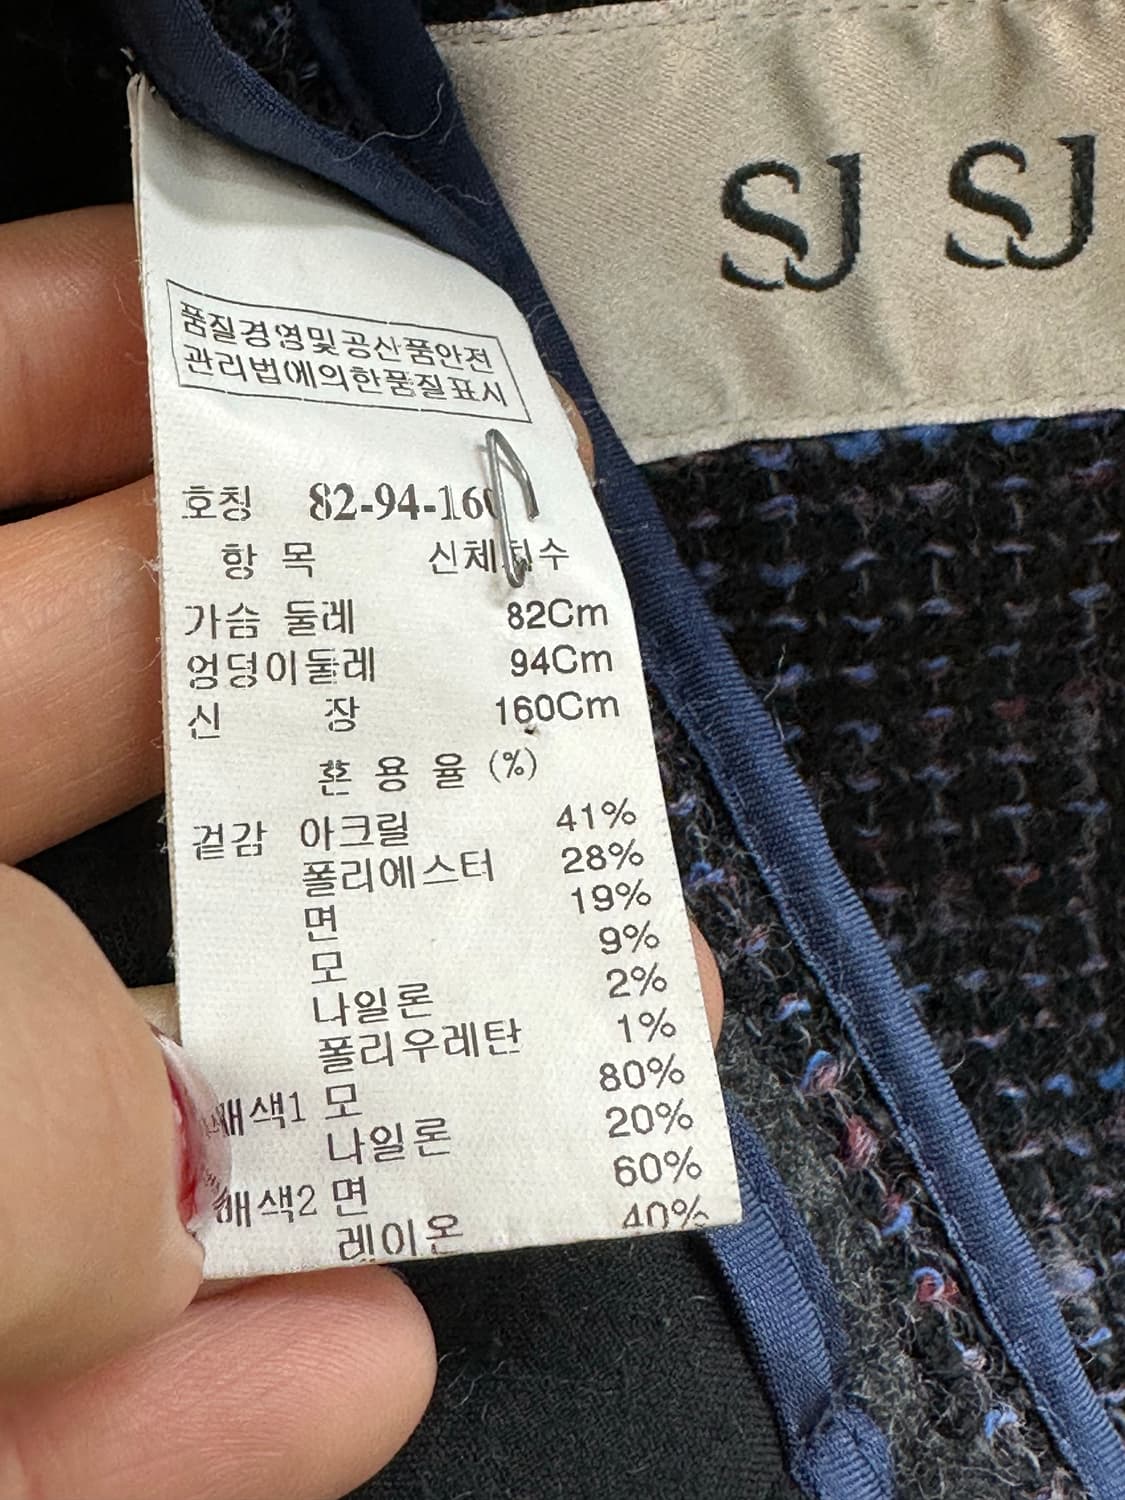 SJ SJ
품질경영및공산품안전
관리법에의한품질표시
호칭 82-94-160
항 목 신체치수
가슴 둘레 82Cm
엉덩이둘레 94Cm
신 장 160Cm
혼 용 율 (%)
겉감 아크릴 41%
폴리에스터 28%
면 19%
모 9%
나일론 2%
폴리우레탄 1%
배색1 모 80%
나일론 20%
배색2 면 60%
레이온 40%